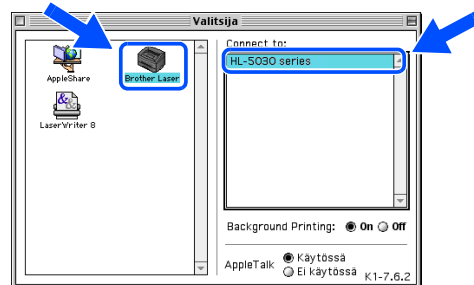 Valitsija
AppleShare
Brother Laser
LaserWriter 8
Connect to:
HL-5030 series
Background Printing: On Off
AppleTalk Käytössä
Ei käytössä
K1-7.6.2